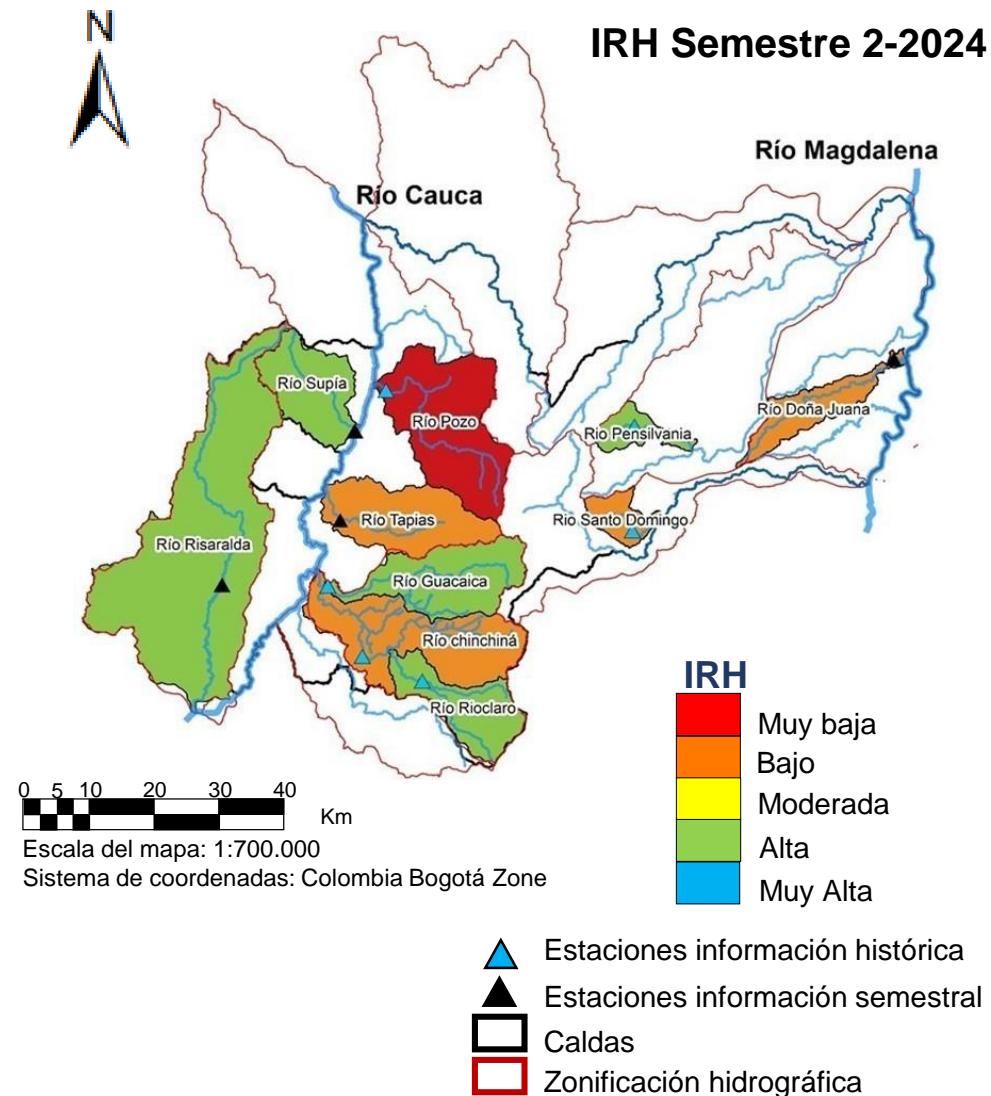 N
IRH Semestre 2-2024
Río Magdalena
Río Cauca
Río Supía
Río Pozo
Río Doña Juana
Rio Pensilvania
Río Tapias
Rio Santo Domingo
Río Risaralda
Río Guacaica
Río chinchiná
Río Rioclaro
IRH
Muy baja
Bajo
Moderada
Alta
Muy Alta
0 5 10 20 30 40
Km
Escala del mapa: 1:700.000
Sistema de coordenadas: Colombia Bogotá Zone
Estaciones información histórica
Estaciones información semestral
Caldas
Zonificación hidrográfica